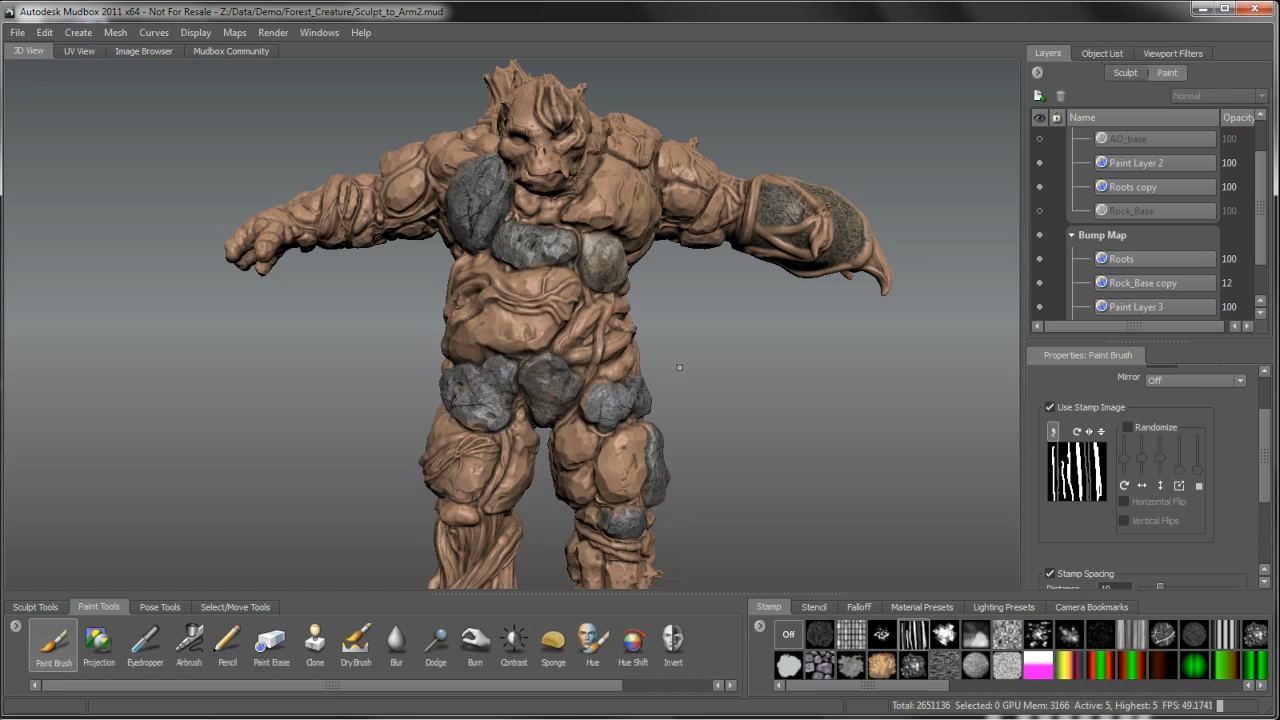 Autodesk Mudbox 2011 x64 - Not For Resale - Z:/Data/Demo/Forest_Creature/Sculpt_to_Arm2.mud
File Edit Create Mesh Curves Display Maps Render Windows Help
3D View UV View Image Browser Mudbox Community
Layers Object List Viewport Filters
Sculpt Paint
Normal
Name Opacity
AO_base 100
Paint Layer 2 100
Roots copy 100
Rock_Base 100
Bump Map
Roots 100
Rock_Base copy 12
Paint Layer 3 100
Properties: Paint Brush
Mirror Off
Use Stamp Image
Randomize
Horizontal Flip
Vertical Flips
Stamp Spacing
Distance 10
Sculpt Tools Paint Tools Pose Tools Select/Move Tools
Paint Brush Projection Eyedropper Airbrush Pencil Paint Erase Clone Dry Brush Blur Dodge Burn Contrast Sponge Hue Hue Shift Invert
Stamp Stencil Falloff Material Presets Lighting Presets Camera Bookmarks
Off
Total: 2651136 Selected: 0 GPU Mem: 3166 Active: 5, Highest: 5 FPS: 49.1741